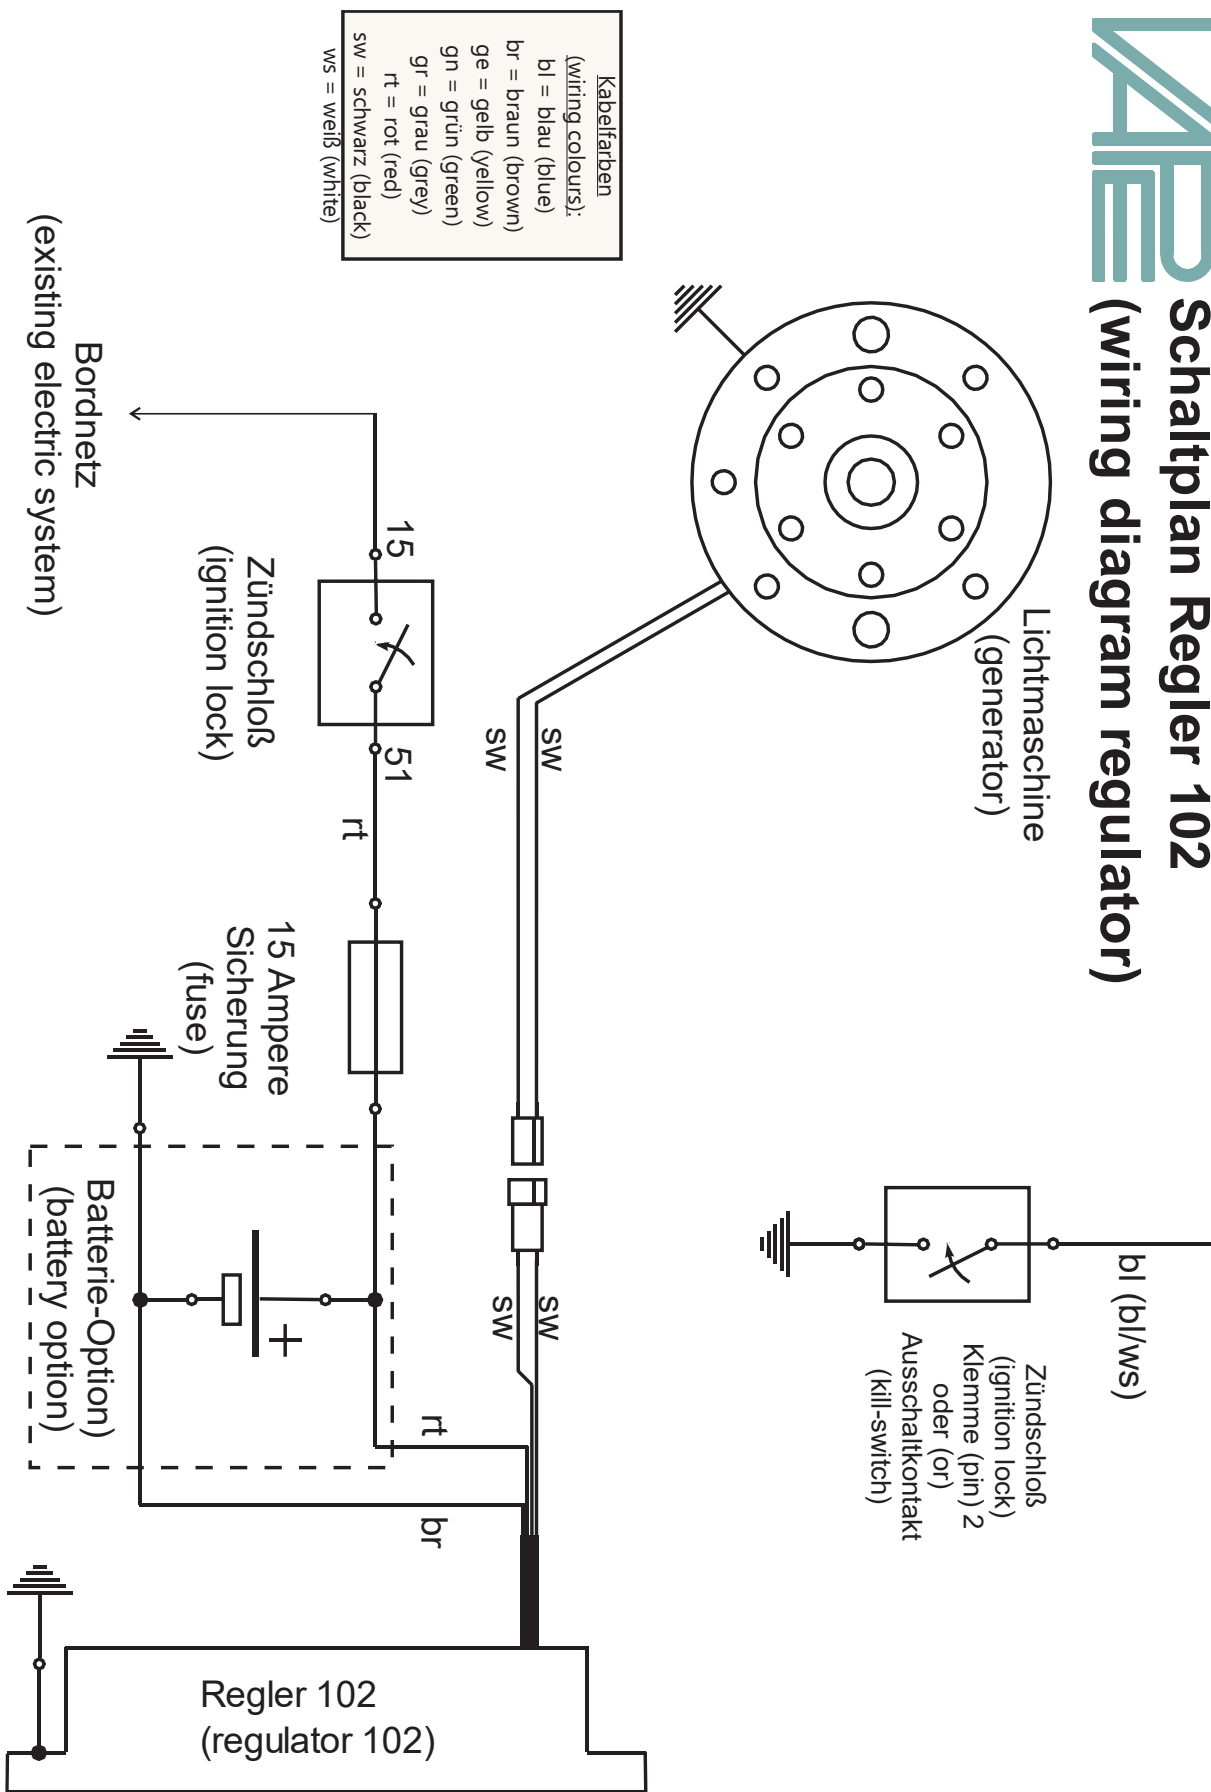 VAPE
Schaltplan Regler 102
(wiring diagram regulator)
Kabelfarben
(wiring colours):
bl = blau (blue)
br = braun (brown)
ge = gelb (yellow)
gn = grün (green)
gr = grau (grey)
rt = rot (red)
sw = schwarz (black)
ws = weiß (white)
Lichtmaschine
(generator)
bl (bl/ws)
Zündschloß
(ignition lock)
Klemme (pin) 2
oder (or)
Ausschaltkontakt
(kill-switch)
sw
sw
sw
sw
15
51
rt
Zündschloß
(ignition lock)
Bordnetz
(existing electric system)
15 Ampere
Sicherung
(fuse)
+
Batterie-Option)
(battery option)
rt
br
Regler 102
(regulator 102)